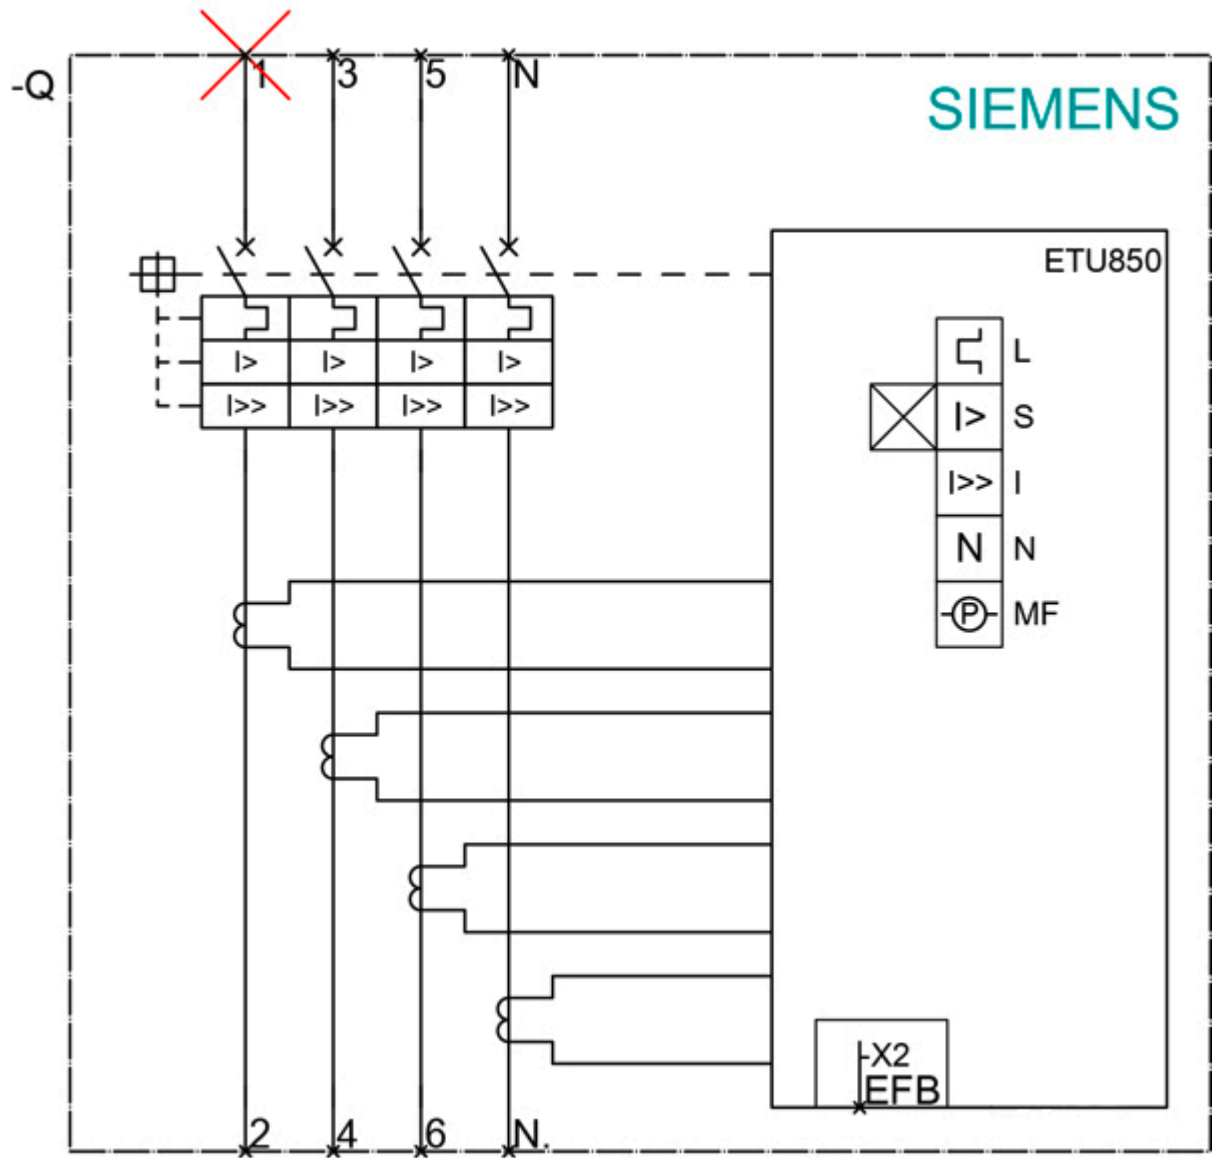 1 3 5 N
-Q
SIEMENS
ETU850
L
I> I> I> I>
I>> I>> I>> I>>
I> S
I>> I
N N
P MF
-X2
EFB
2 4 6 N.